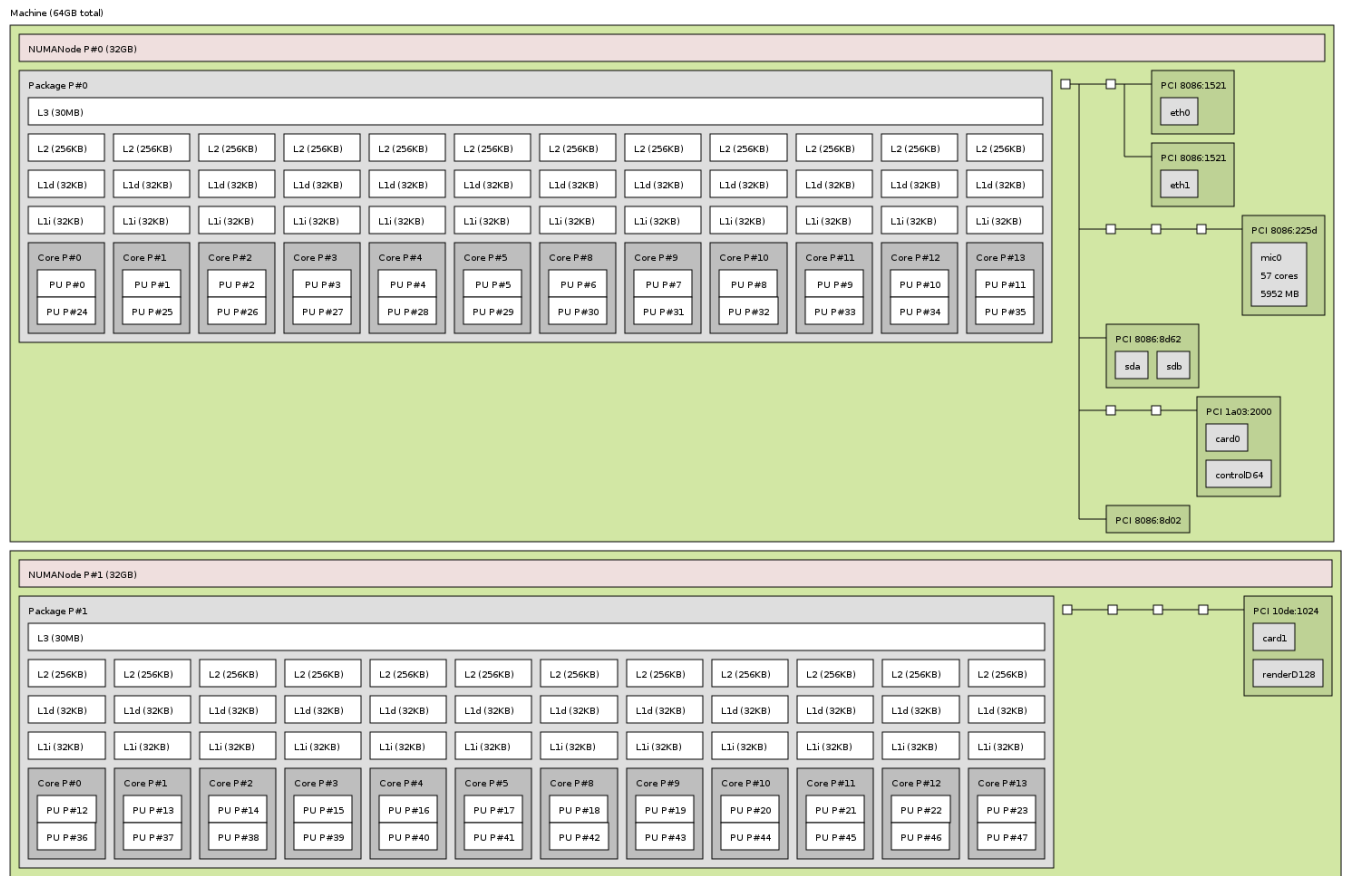 Machine (64GB total)
NUMANode P#0 (32GB)
Package P#0
L3 (30MB)
L2 (256KB) L2 (256KB) L2 (256KB) L2 (256KB) L2 (256KB) L2 (256KB) L2 (256KB) L2 (256KB) L2 (256KB) L2 (256KB) L2 (256KB) L2 (256KB)
L1d (32KB) L1d (32KB) L1d (32KB) L1d (32KB) L1d (32KB) L1d (32KB) L1d (32KB) L1d (32KB) L1d (32KB) L1d (32KB) L1d (32KB) L1d (32KB)
L1i (32KB) L1i (32KB) L1i (32KB) L1i (32KB) L1i (32KB) L1i (32KB) L1i (32KB) L1i (32KB) L1i (32KB) L1i (32KB) L1i (32KB) L1i (32KB)
Core P#0 Core P#1 Core P#2 Core P#3 Core P#4 Core P#5 Core P#8 Core P#9 Core P#10 Core P#11 Core P#12 Core P#13
PU P#0 PU P#1 PU P#2 PU P#3 PU P#4 PU P#5 PU P#6 PU P#7 PU P#8 PU P#9 PU P#10 PU P#11
PU P#24 PU P#25 PU P#26 PU P#27 PU P#28 PU P#29 PU P#30 PU P#31 PU P#32 PU P#33 PU P#34 PU P#35
PCI 8086:1521
eth0
PCI 8086:1521
eth1
PCI 8086:225d
mic0
57 cores
5952 MB
PCI 8086:8d62
sda sdb
PCI 1a03:2000
card0
controlD64
PCI 8086:8d02
NUMANode P#1 (32GB)
Package P#1
L3 (30MB)
L2 (256KB) L2 (256KB) L2 (256KB) L2 (256KB) L2 (256KB) L2 (256KB) L2 (256KB) L2 (256KB) L2 (256KB) L2 (256KB) L2 (256KB) L2 (256KB)
L1d (32KB) L1d (32KB) L1d (32KB) L1d (32KB) L1d (32KB) L1d (32KB) L1d (32KB) L1d (32KB) L1d (32KB) L1d (32KB) L1d (32KB) L1d (32KB)
L1i (32KB) L1i (32KB) L1i (32KB) L1i (32KB) L1i (32KB) L1i (32KB) L1i (32KB) L1i (32KB) L1i (32KB) L1i (32KB) L1i (32KB) L1i (32KB)
Core P#0 Core P#1 Core P#2 Core P#3 Core P#4 Core P#5 Core P#8 Core P#9 Core P#10 Core P#11 Core P#12 Core P#13
PU P#12 PU P#13 PU P#14 PU P#15 PU P#16 PU P#17 PU P#18 PU P#19 PU P#20 PU P#21 PU P#22 PU P#23
PU P#36 PU P#37 PU P#38 PU P#39 PU P#40 PU P#41 PU P#42 PU P#43 PU P#44 PU P#45 PU P#46 PU P#47
PCI 10de:1024
card1
renderD128